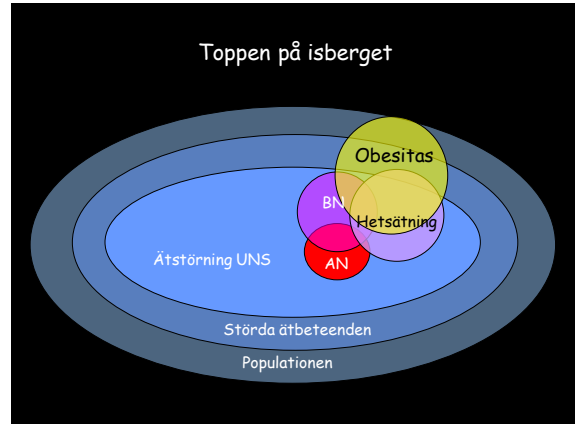 Toppen på isberget
Obesitas
BN
Hetsätning
Ätstörning UNS
AN
Störda ätbeteenden
Populationen